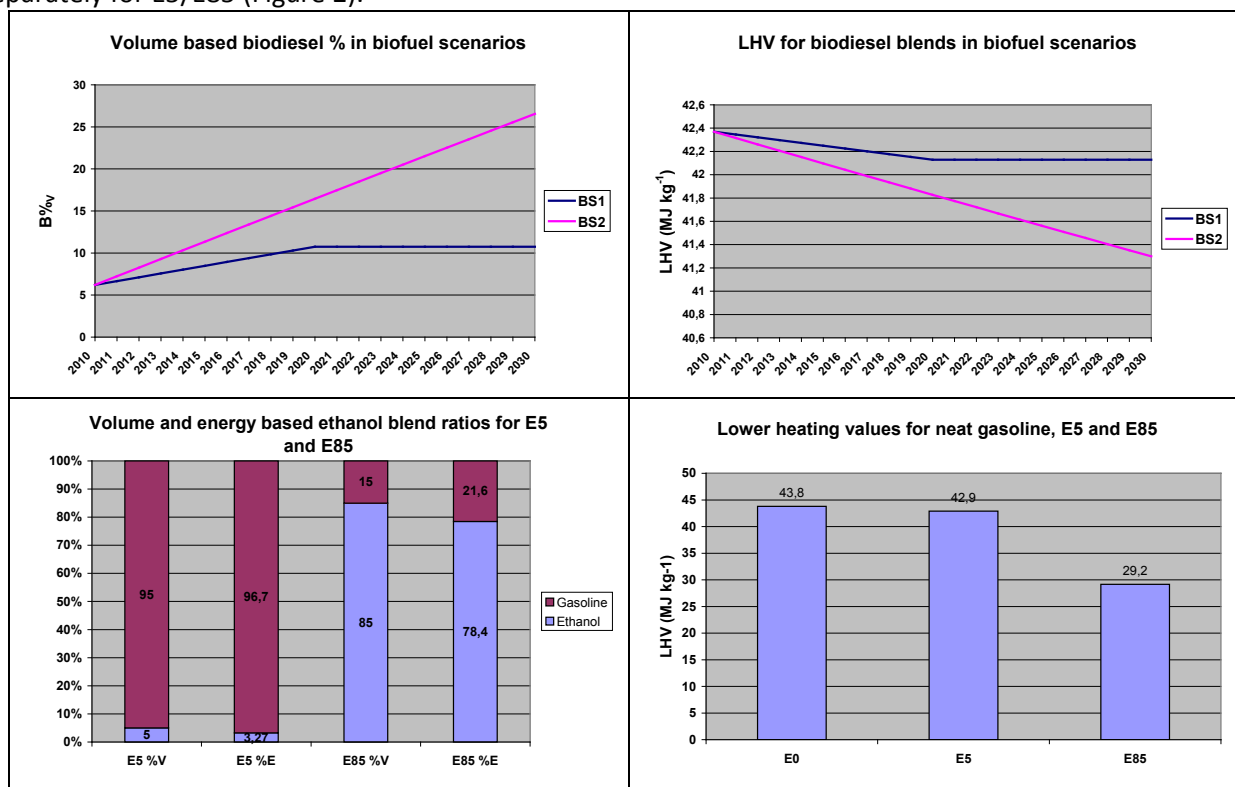 eparately for E5/E85 (Figure 2).
Volume based biodiesel % in biofuel scenarios
30
25
20
15
10
5
0
B%v
2010 2011 2012 2013 2014 2015 2016 2017 2018 2019 2020 2021 2022 2023 2024 2025 2026 2027 2028 2029 2030
BS1
BS2
LHV for biodiesel blends in biofuel scenarios
42,6
42,4
42,2
42
41,8
41,6
41,4
41,2
41
40,8
40,6
LHV (MJ kg-1)
2010 2011 2012 2013 2014 2015 2016 2017 2018 2019 2020 2021 2022 2023 2024 2025 2026 2027 2028 2029 2030
BS1
BS2
Volume and energy based ethanol blend ratios for E5
and E85
100%
90%
80%
70%
60%
50%
40%
30%
20%
10%
0%
95
5
96,7
3,27
15
85
21,6
78,4
E5 %V E5 %E E85 %V E85 %E
Gasoline
Ethanol
Lower heating values for neat gasoline, E5 and E85
50
45
40
35
30
25
20
15
10
5
0
LHV (MJ kg-1)
43,8
42,9
29,2
E0 E5 E85